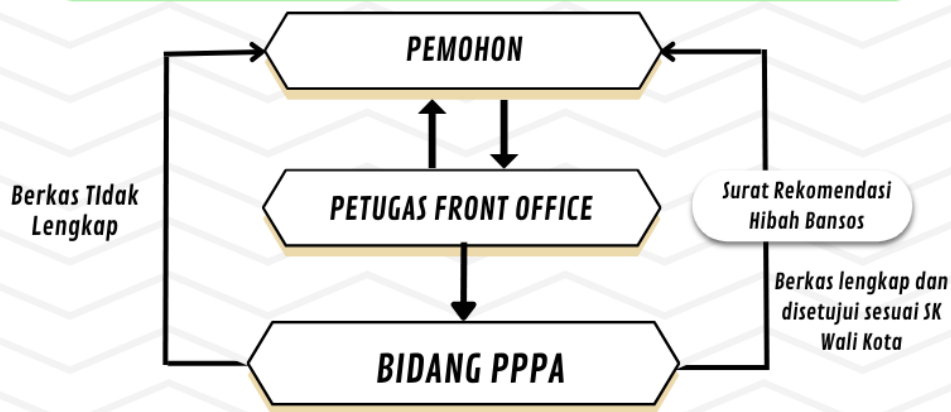 PEMOHON
Berkas TIdak
Lengkap
PETUGAS FRONT OFFICE
Surat Rekomendasi
Hibah Bansos
Berkas lengkap dan
disetujui sesuai SK
Wali Kota
BIDANG PPPA